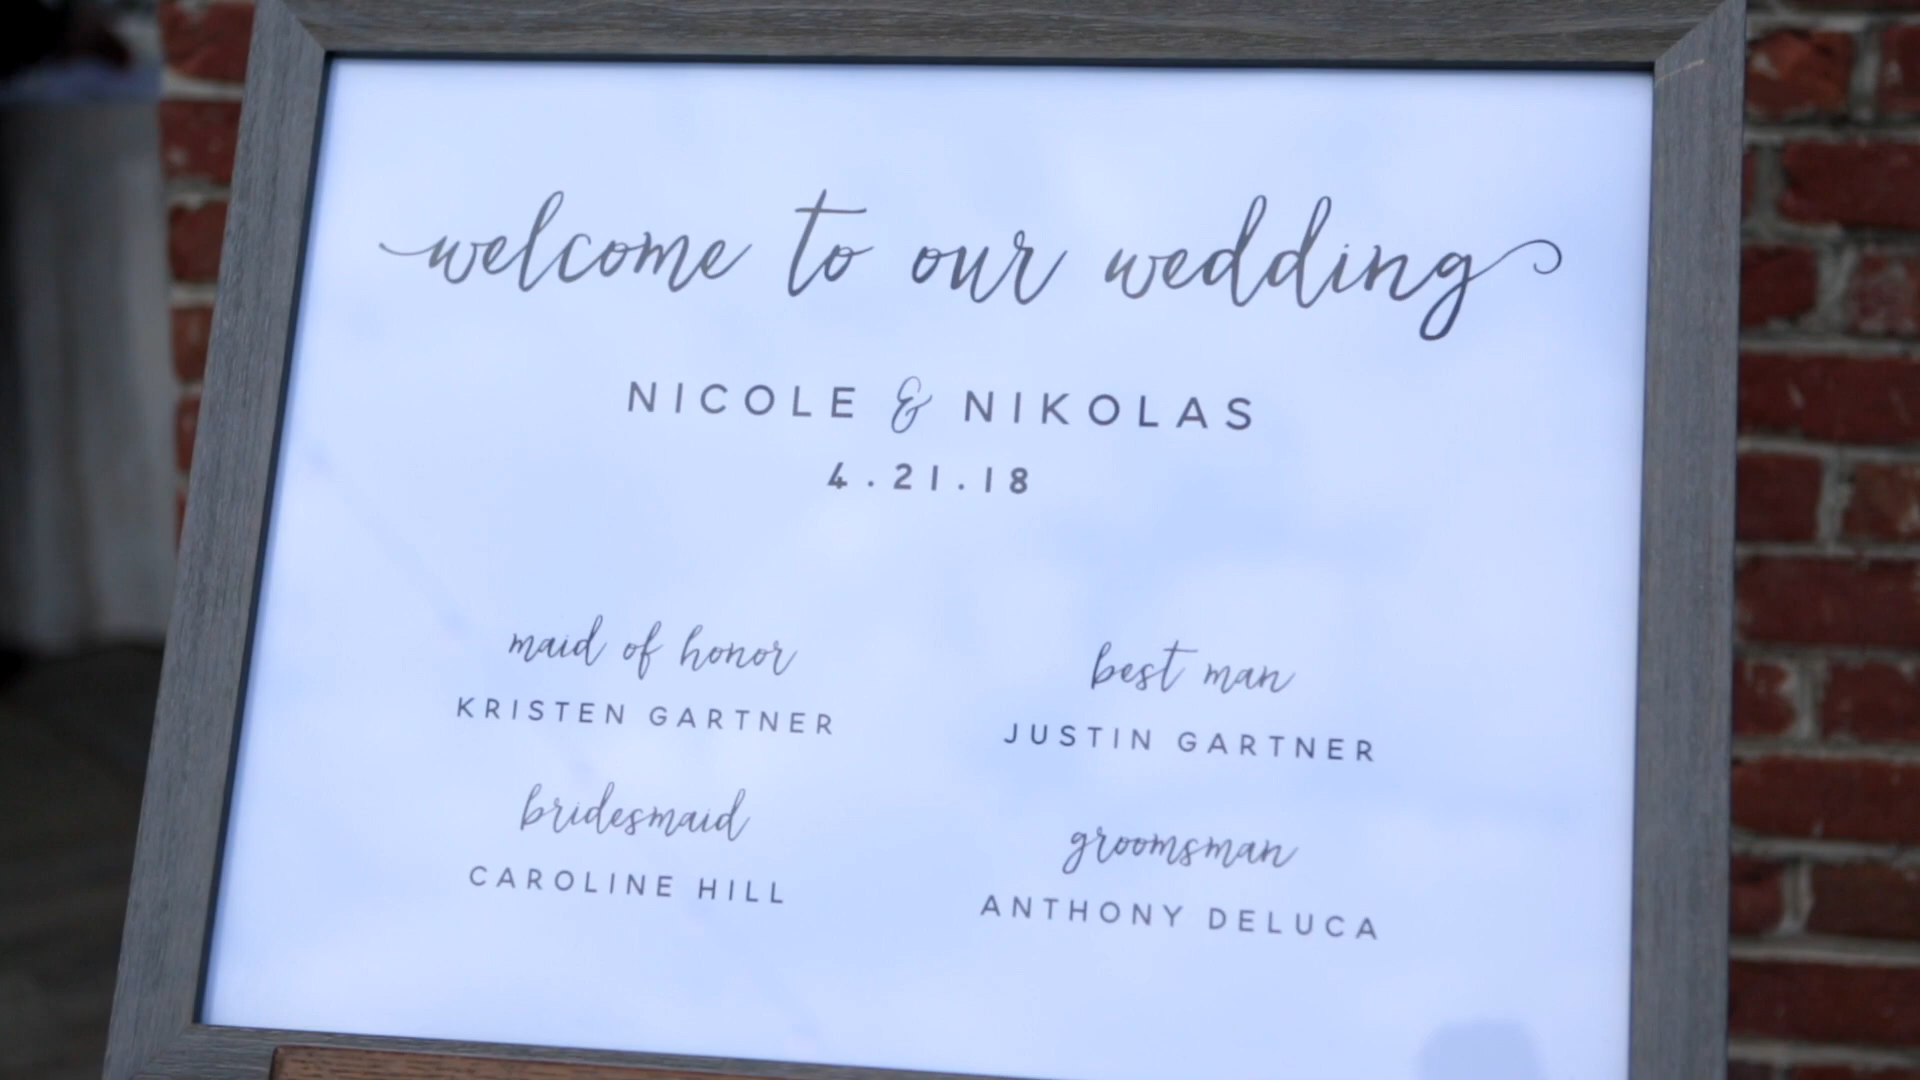 welcome to our wedding
NICOLE & NIKOLAS
4.21.18
maid of honor
KRISTEN GARTNER
best man
JUSTIN GARTNER
bridesmaid
CAROLINE HILL
groomsman
ANTHONY DELUCA